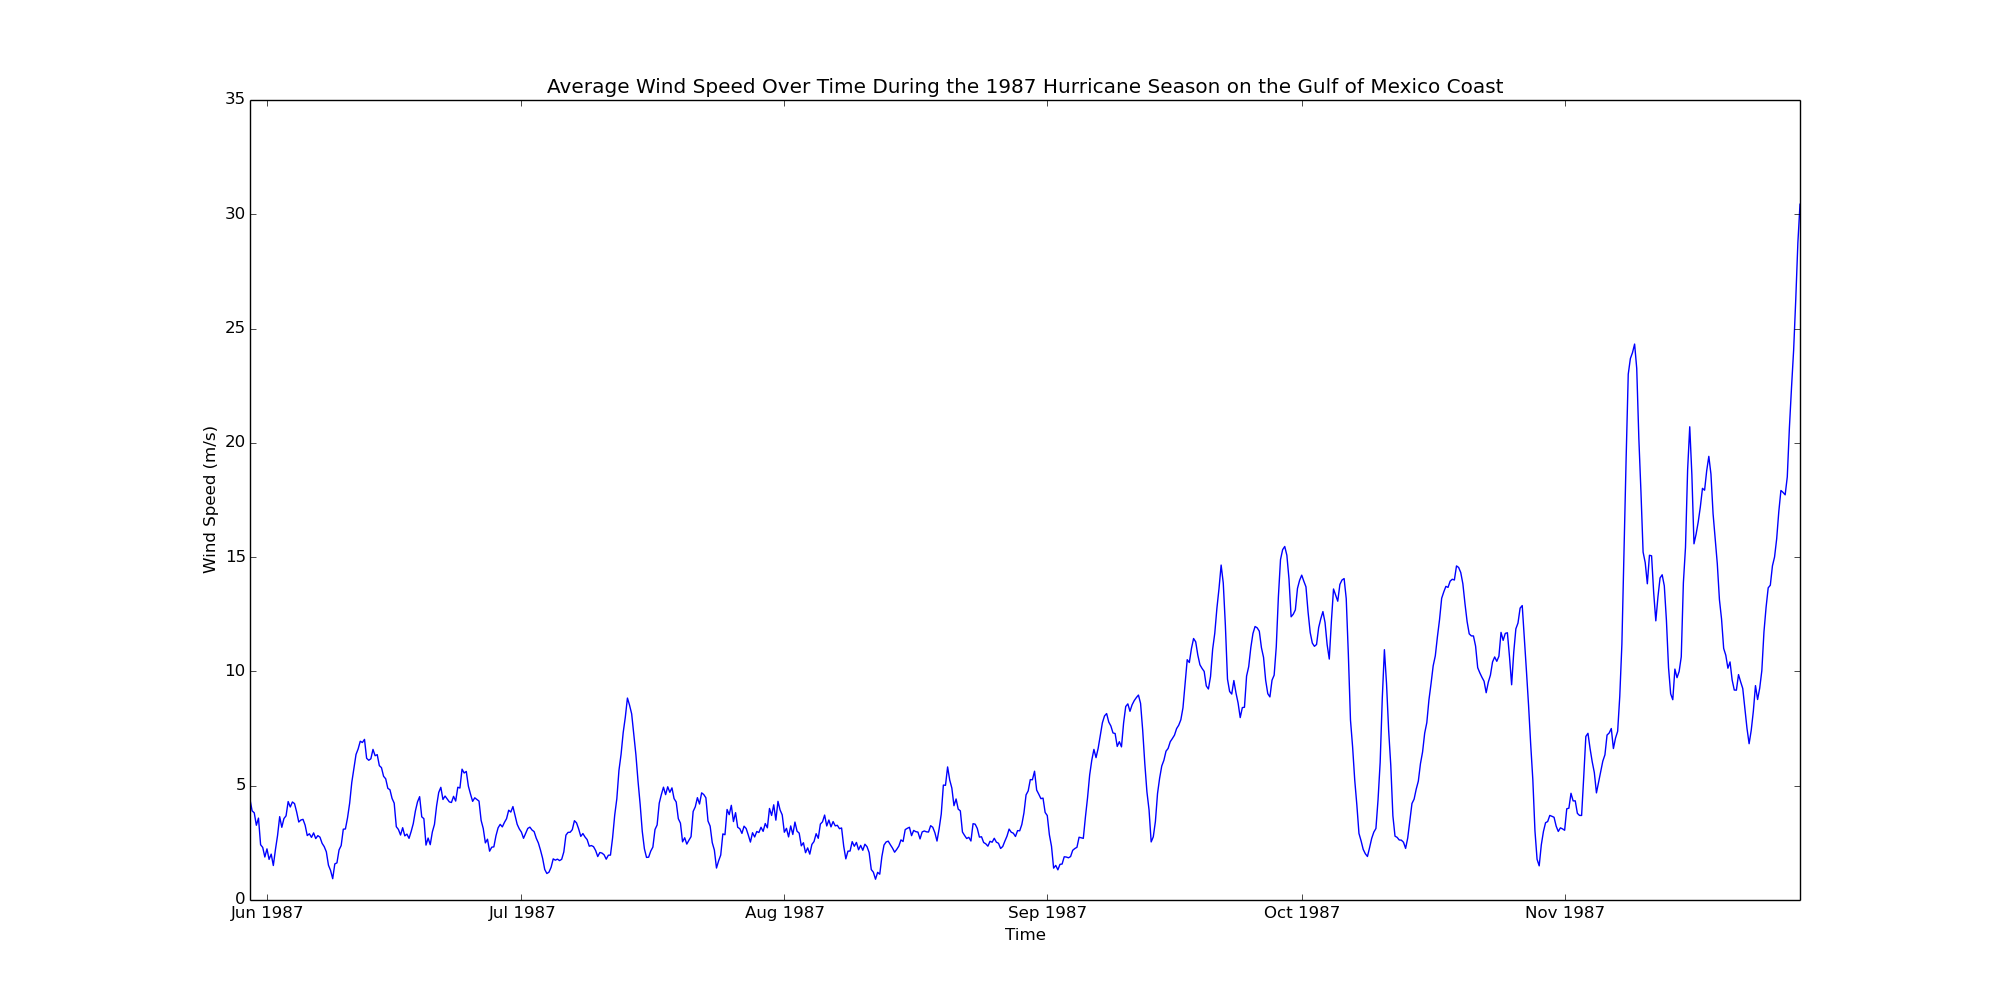 Average Wind Speed Over Time During the 1987 Hurricane Season on the Gulf of Mexico Coast
35
30
25
20
15
10
5
0
Wind Speed (m/s)
Jun 1987 Jul 1987 Aug 1987 Sep 1987 Oct 1987 Nov 1987
Time